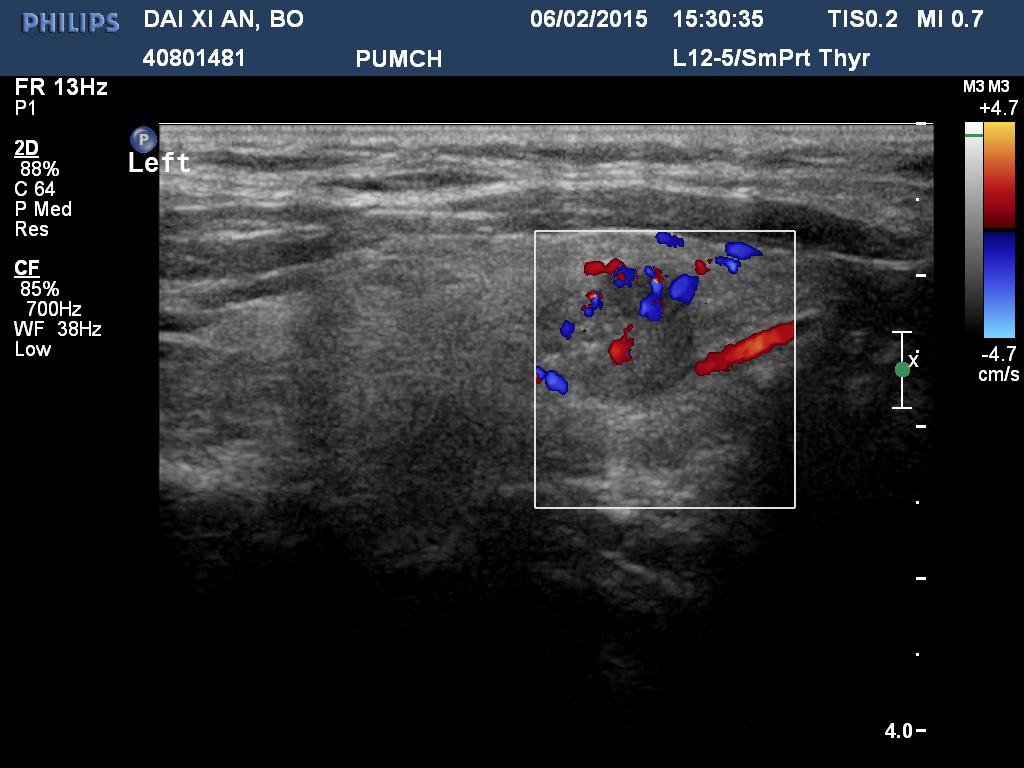 PHILIPS
DAI XI AN, BO
06/02/2015 15:30:35
TIS0.2 MI 0.7
40801481
PUMCH
L12-5/SmPrt Thyr
FR 13Hz
P1
2D
88%
C 64
P Med
Res
CF
85%
700Hz
WF 38Hz
Low
P
Left
M3 M3
+4.7
-4.7
cm/s
x
4.0